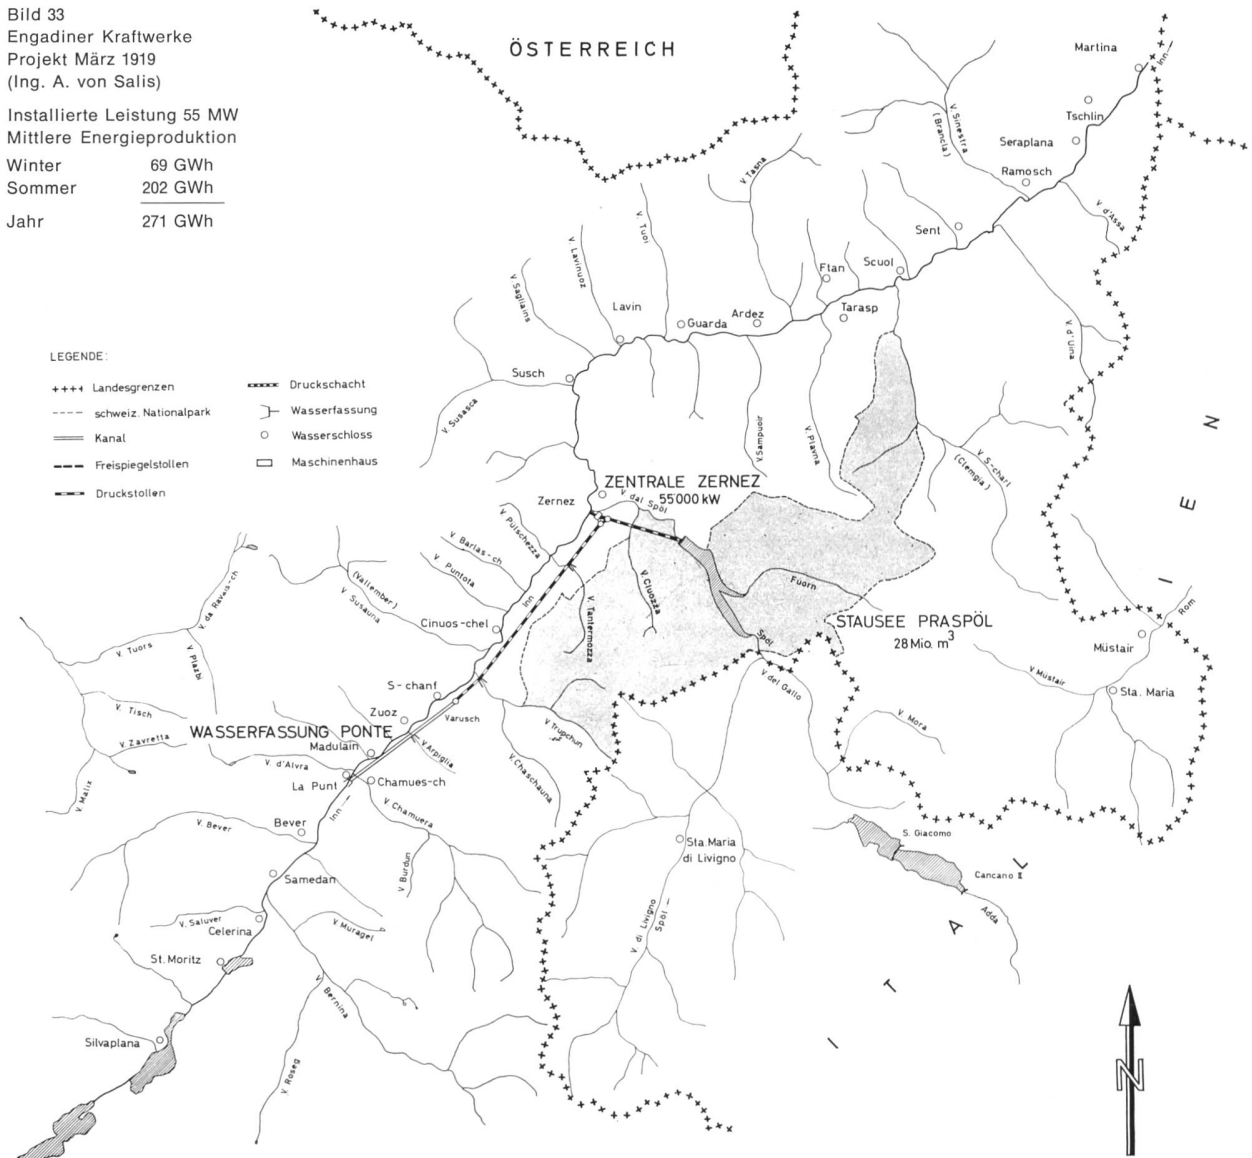 Bild 33
Engadiner Kraftwerke
Projekt März 1919
(Ing. A. von Salis)
Installierte Leistung 55 MW
Mittlere Energieproduktion
Winter 69 GWh
Sommer 202 GWh
Jahr 271 GWh
ÖSTERREICH
Martina
Inn
Tschlin
V. Sinestra
(Brancla)
Seraplana
Ramosch
V. Tasna
V. d'Assa
Sent
V. Tuoi
V. Lavinuoz
Ftan
Scuol
V. Sagliains
Lavin
Guarda
Ardez
Tarasp
V. d'Uina
LEGENDE:
++++ Landesgrenzen
schweiz. Nationalpark
Kanal
Freispiegelstollen
Druckstollen
Druckschacht
Wasserfassung
Wasserschloss
Maschinenhaus
Susch
V. Susasca
V. Sampuoir
V. Plavna
V. S-charl
(Clemgia)
ZENTRALE ZERNEZ
55'000 kW
Zernez
V. dal Spöl
V. Pülschezza
V. Barlas-ch
V. Puntota
(Vallember)
V. Susauna
Inn
V. Cluozza
Fuorn
V. Tantermozza
V. da Ravais-ch
Cinuos-chel
STAUSEE PRASPÖL
28 Mio. m³
Spöl
Rom
Müstair
V. Tuors
V. Plazbi
V. Müstair
Sta. Maria
S-chanf
V. del Gallo
V. Tisch
Zuoz
Varusch
V. Mora
WASSERFASSUNG PONTE
V. Trupchun
V. Zavretta
Madulain
V. Arpiglia
V. d'Alvra
V. Chaschauna
La Punt
Chamues-ch
V. Malix
Inn
V. Chamuera
V. Bever
Bever
S. Giacomo
Sta. Maria
di Livigno
V. Burdun
Cancano II
Samedan
Adda
V. Saluver
Celerina
V. Muragel
V. di Livigno
Spöl
St. Moritz
V. Bernina
Silvaplana
V. Roseg
ITALIEN
N